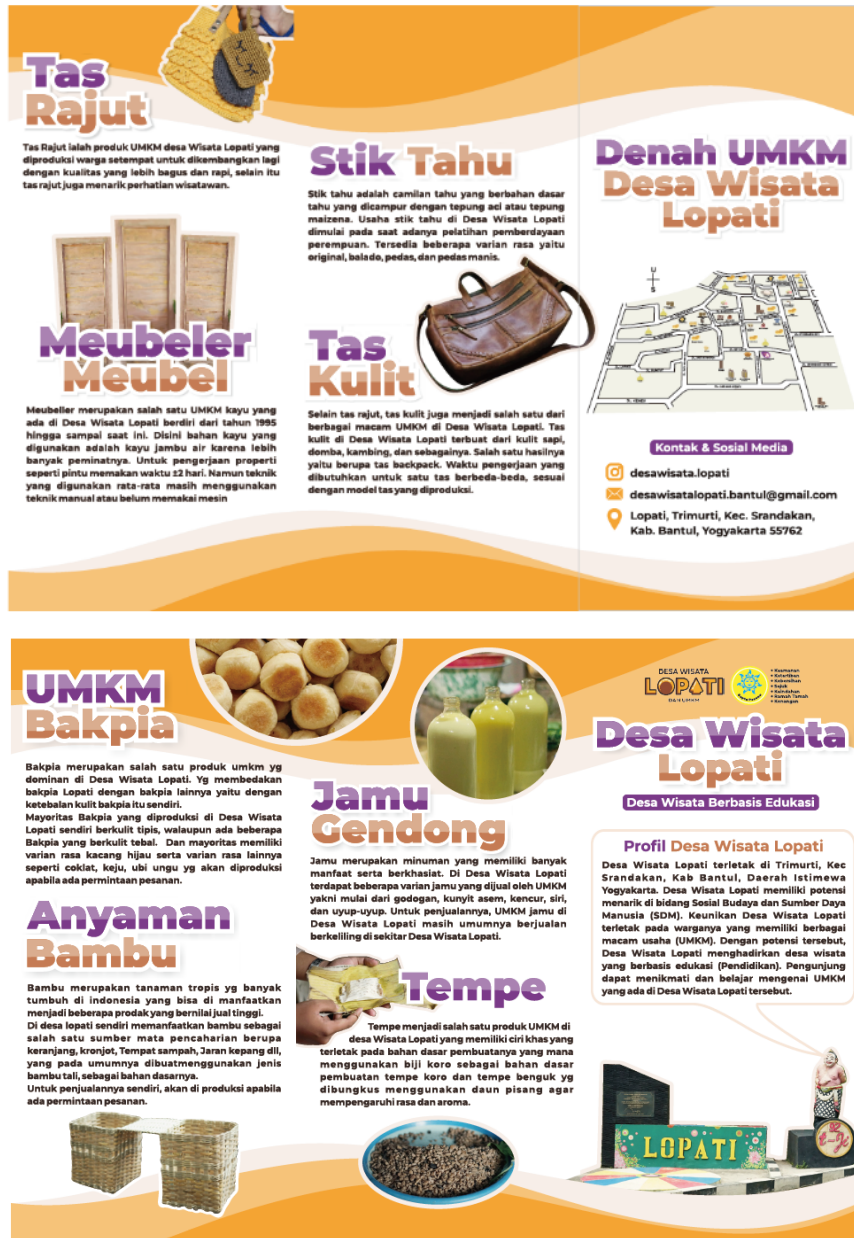 Tas
Rajut
Tas Rajut ialah produk UMKM desa Wisata Lopati yang
diproduksi warga setempat untuk dikembangkan lagi
dengan kualitas yang lebih bagus dan rapi, selain itu
tas rajut juga menarik perhatian wisatawan.
Meubeler
Meubel
Meubeller merupakan salah satu UMKM kayu yang
ada di Desa Wisata Lopati berdiri dari tahun 1995
hingga sampai saat ini. Disini bahan kayu yang
digunakan adalah kayu jambu air karena lebih
banyak peminatnya. Untuk pengerjaan properti
seperti pintu memakan waktu ±2 hari. Namun teknik
yang digunakan rata-rata masih menggunakan
teknik manual atau belum memakai mesin
Stik Tahu
Stik tahu adalah camilan tahu yang berbahan dasar
tahu yang dicampur dengan tepung aci atau tepung
maizena. Usaha stik tahu di Desa Wisata Lopati
dimulai pada saat adanya pelatihan pemberdayaan
perempuan. Tersedia beberapa varian rasa yaitu
original, balado, pedas, dan pedas manis.
Tas
Kulit
Selain tas rajut, tas kulit juga menjadi salah satu dari
berbagai macam UMKM di Desa Wisata Lopati. Tas
kulit di Desa Wisata Lopati terbuat dari kulit sapi,
domba, kambing, dan sebagainya. Salah satu hasilnya
yaitu berupa tas backpack. Waktu pengerjaan yang
dibutuhkan untuk satu tas berbeda-beda, sesuai
dengan model tas yang diproduksi.
Denah UMKM
Desa Wisata
Lopati
U
S
Kontak & Sosial Media
desawisata.lopati
desawisatalopati.bantul@gmail.com
Lopati, Trimurti, Kec. Srandakan,
Kab. Bantul, Yogyakarta 55762
UMKM
Bakpia
Bakpia merupakan salah satu produk umkm yg
dominan di Desa Wisata Lopati. Yg membedakan
bakpia Lopati dengan bakpia lainnya yaitu dengan
ketebalan kulit bakpia itu sendiri.
Mayoritas Bakpia yang diproduksi di Desa Wisata
Lopati sendiri berkulit tipis, walaupun ada beberapa
Bakpia yang berkulit tebal. Dan mayoritas memiliki
varian rasa kacang hijau serta varian rasa lainnya
seperti coklat, keju, ubi ungu yg akan diproduksi
apabila ada permintaan pesanan.
Anyaman
Bambu
Bambu merupakan tanaman tropis yg banyak
tumbuh di indonesia yang bisa di manfaatkan
menjadi beberapa prodak yang bernilai jual tinggi.
Di desa lopati sendiri memanfaatkan bambu sebagai
salah satu sumber mata pencaharian berupa
keranjang, kronjot, Tempat sampah, Jaran kepang dll,
yang pada umumnya dibuatmenggunakan jenis
bambu tali, sebagai bahan dasarnya.
Untuk penjualannya sendiri, akan di produksi apabila
ada permintaan pesanan.
Jamu
Gendong
Jamu merupakan minuman yang memiliki banyak
manfaat serta berkhasiat. Di Desa Wisata Lopati
terdapat beberapa varian jamu yang dijual oleh UMKM
yakni mulai dari godogan, kunyit asem, kencur, siri,
dan uyup-uyup. Untuk penjualannya, UMKM jamu di
Desa Wisata Lopati masih umumnya berjualan
berkeliling di sekitar Desa Wisata Lopati.
Tempe
Tempe menjadi salah satu produk UMKM di
desa Wisata Lopati yang memiliki ciri khas yang
terletak pada bahan dasar pembuatanya yang mana
menggunakan biji koro sebagai bahan dasar
pembuatan tempe koro dan tempe benguk yg
dibungkus menggunakan daun pisang agar
mempengaruhi rasa dan aroma.
DESA WISATA
LOPATI
• Keamanan
• Ketertiban
• Kebersihan
• Sejuk
• Keindahan
• Ramah Tamah
• Kenangan
Desa Wisata
Lopati
Desa Wisata Berbasis Edukasi
Profil Desa Wisata Lopati
Desa Wisata Lopati terletak di Trimurti, Kec
Srandakan, Kab Bantul, Daerah Istimewa
Yogyakarta. Desa Wisata Lopati memiliki potensi
menarik di bidang Sosial Budaya dan Sumber Daya
Manusia (SDM). Keunikan Desa Wisata Lopati
terletak pada warganya yang memiliki berbagai
macam usaha (UMKM). Dengan potensi tersebut,
Desa Wisata Lopati menghadirkan desa wisata
yang berbasis edukasi (Pendidikan). Pengunjung
dapat menikmati dan belajar mengenai UMKM
yang ada di Desa Wisata Lopati tersebut.
LOPATI